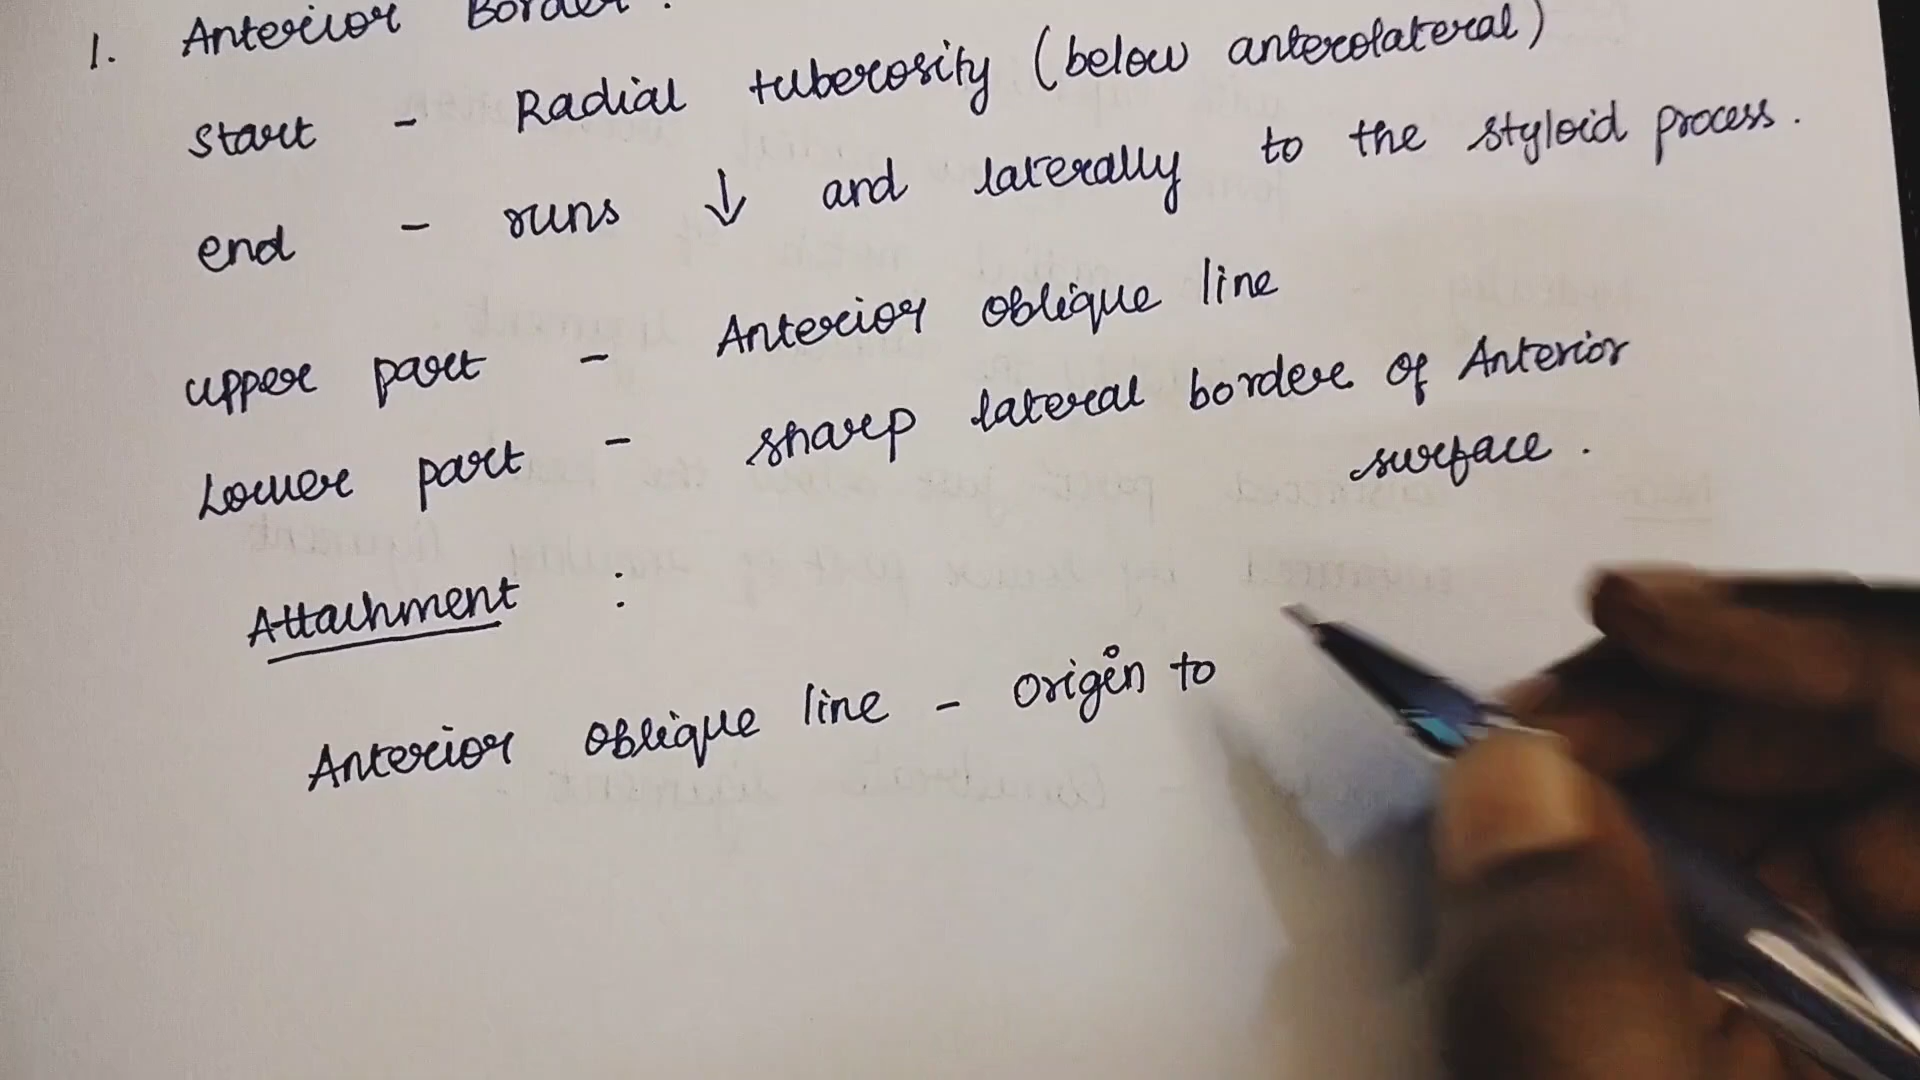 1. Anterior Border :
Start - Radial tuberosity (below anterolateral)
end - runs ↓ and laterally to the styloid process.
upper part - Anterior oblique line
Lower part - sharp lateral border of Anterior
surface.
Attachment :
Anterior oblique line - origin to